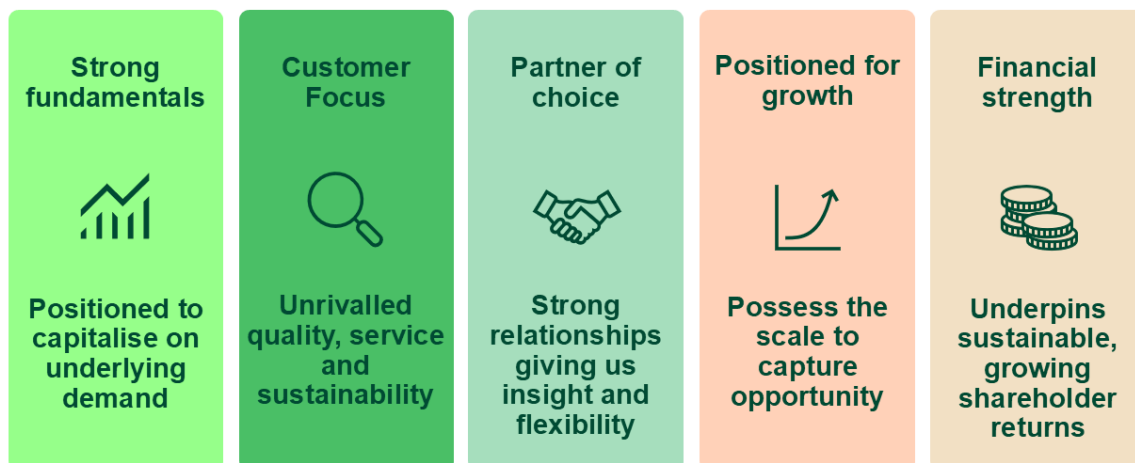 Strong
fundamentals
Positioned to
capitalise on
underlying
demand
Customer
Focus
Unrivalled
quality, service
and
sustainability
Partner of
choice
Strong
relationships
giving us
insight and
flexibility
Positioned for
growth
Possess the
scale to
capture
opportunity
Financial
strength
Underpins
sustainable,
growing
shareholder
returns